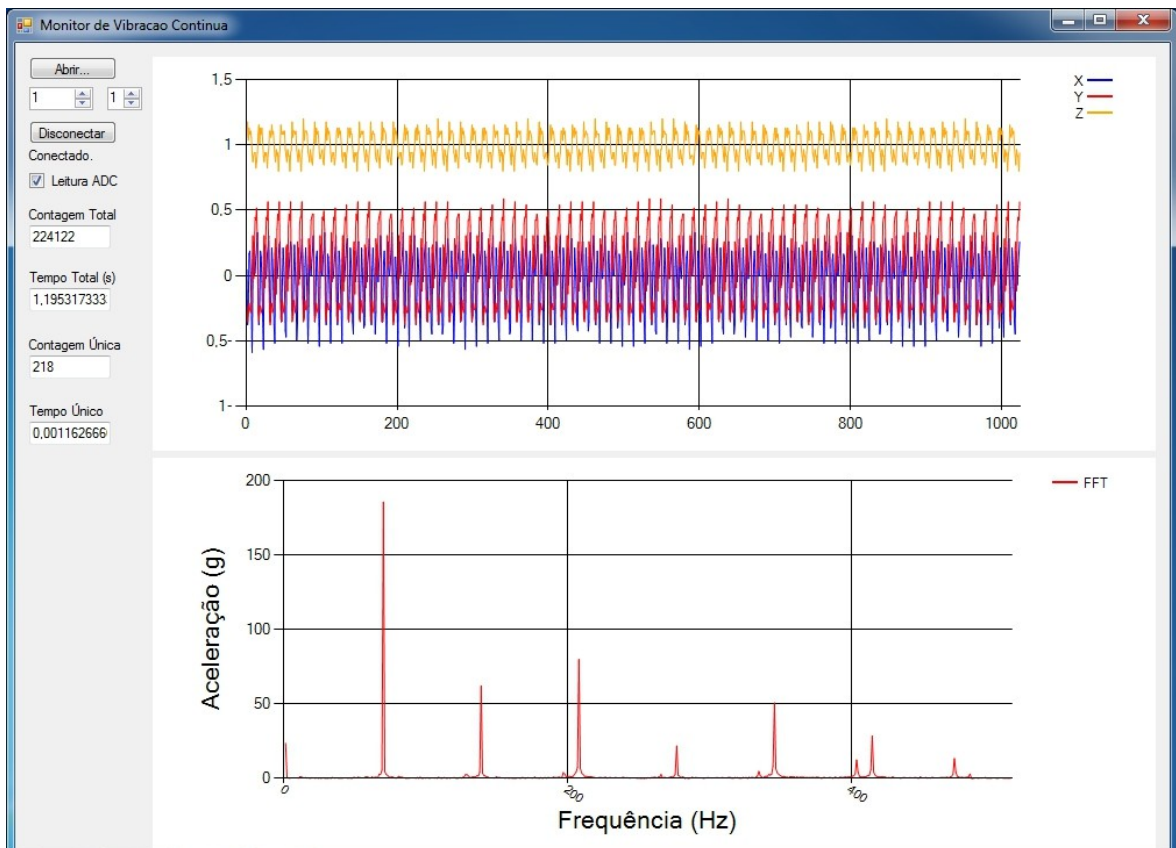 Monitor de Vibracao Continua
Abrir...
1
1
Disconectar
Conectado.
Leitura ADC
Contagem Total
224122
Tempo Total (s)
1,195317333
Contagem Única
218
Tempo Único
0,001162666
1.5
1
0.5
0
0,5-
1-
0
200
400
600
800
1000
X
Y
Z
200
150
100
50
0
Aceleração (g)
0
200
400
Frequência (Hz)
FFT